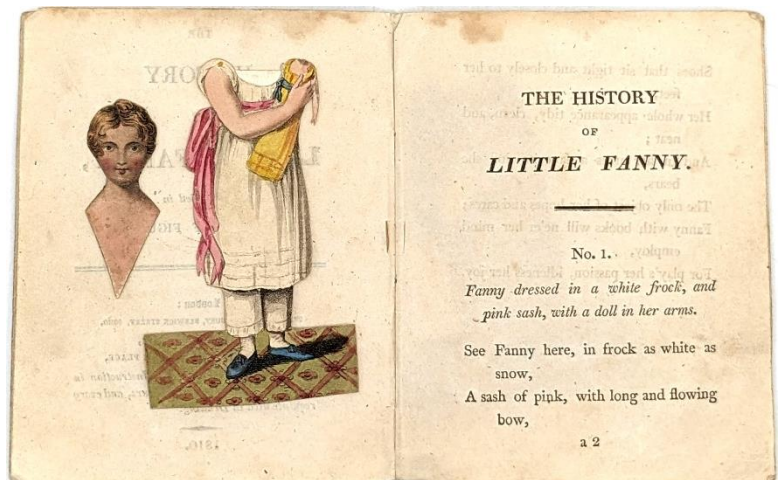 THE HISTORY
OF
LITTLE FANNY.
No. 1.
Fanny dressed in a white frock, and
pink sash, with a doll in her arms.
See Fanny here, in frock as white as
snow,
A sash of pink, with long and flowing
bow,
a 2